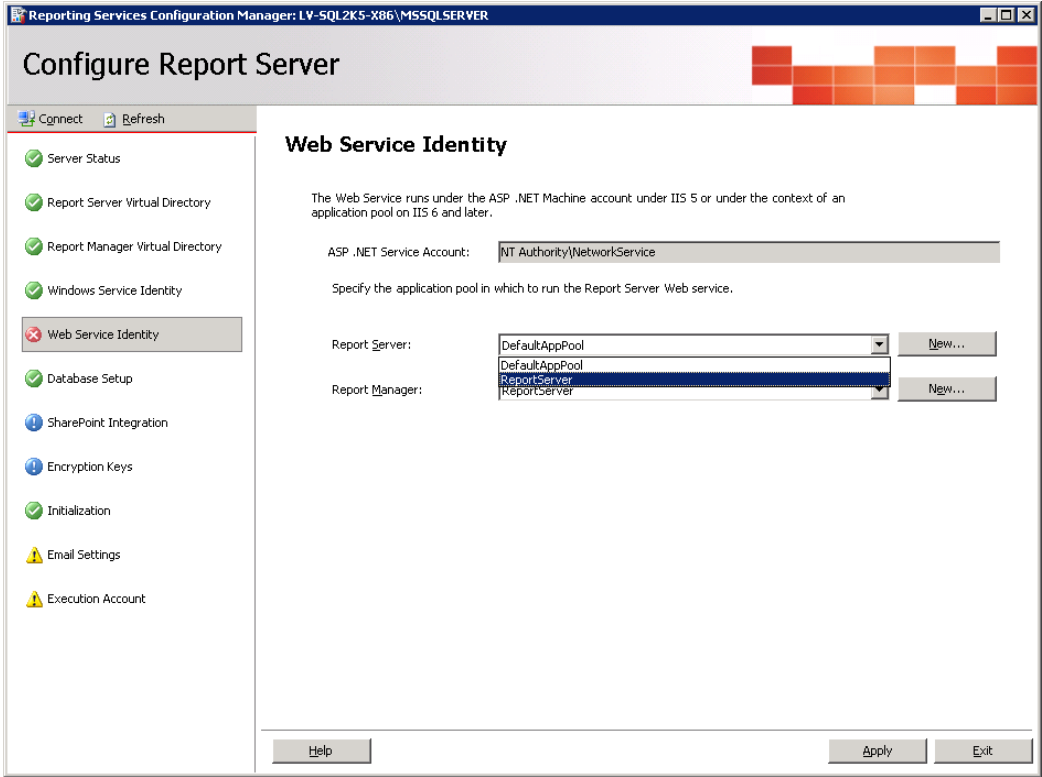 Reporting Services Configuration Manager: LV-SQL2K5-X86\MSSQLSERVER
Configure Report Server
Connect Refresh
Server Status
Report Server Virtual Directory
Report Manager Virtual Directory
Windows Service Identity
Web Service Identity
Database Setup
SharePoint Integration
Encryption Keys
Initialization
Email Settings
Execution Account
Web Service Identity
The Web Service runs under the ASP .NET Machine account under IIS 5 or under the context of an
application pool on IIS 6 and later.
ASP .NET Service Account: NT Authority\NetworkService
Specify the application pool in which to run the Report Server Web service.
Report Server: DefaultAppPool New...
DefaultAppPool
ReportServer
Report Manager: ReportServer New...
Help Apply Exit